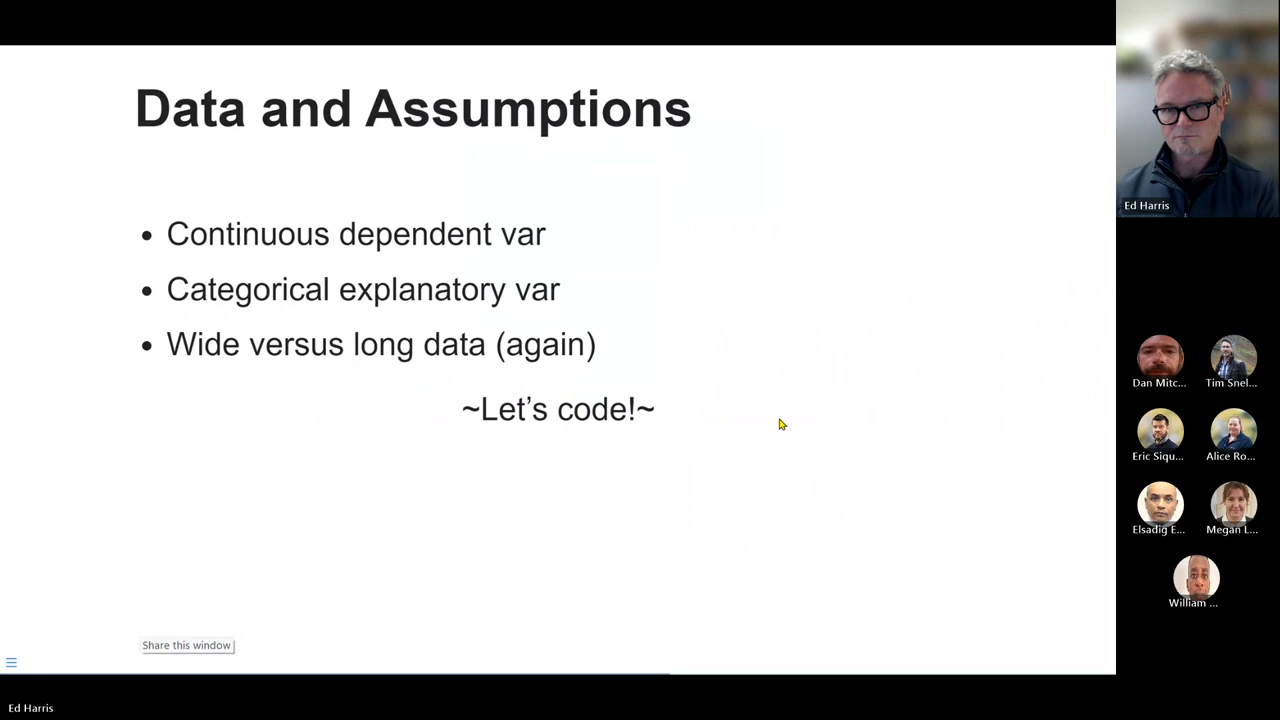 Data and Assumptions
• Continuous dependent var
• Categorical explanatory var
• Wide versus long data (again)
~Let’s code!~
Share this window
Ed Harris
Ed Harris
Dan Mitc...
Tim Snel...
Eric Siqu...
Alice Ro...
Elsadig E...
Megan L...
William ...